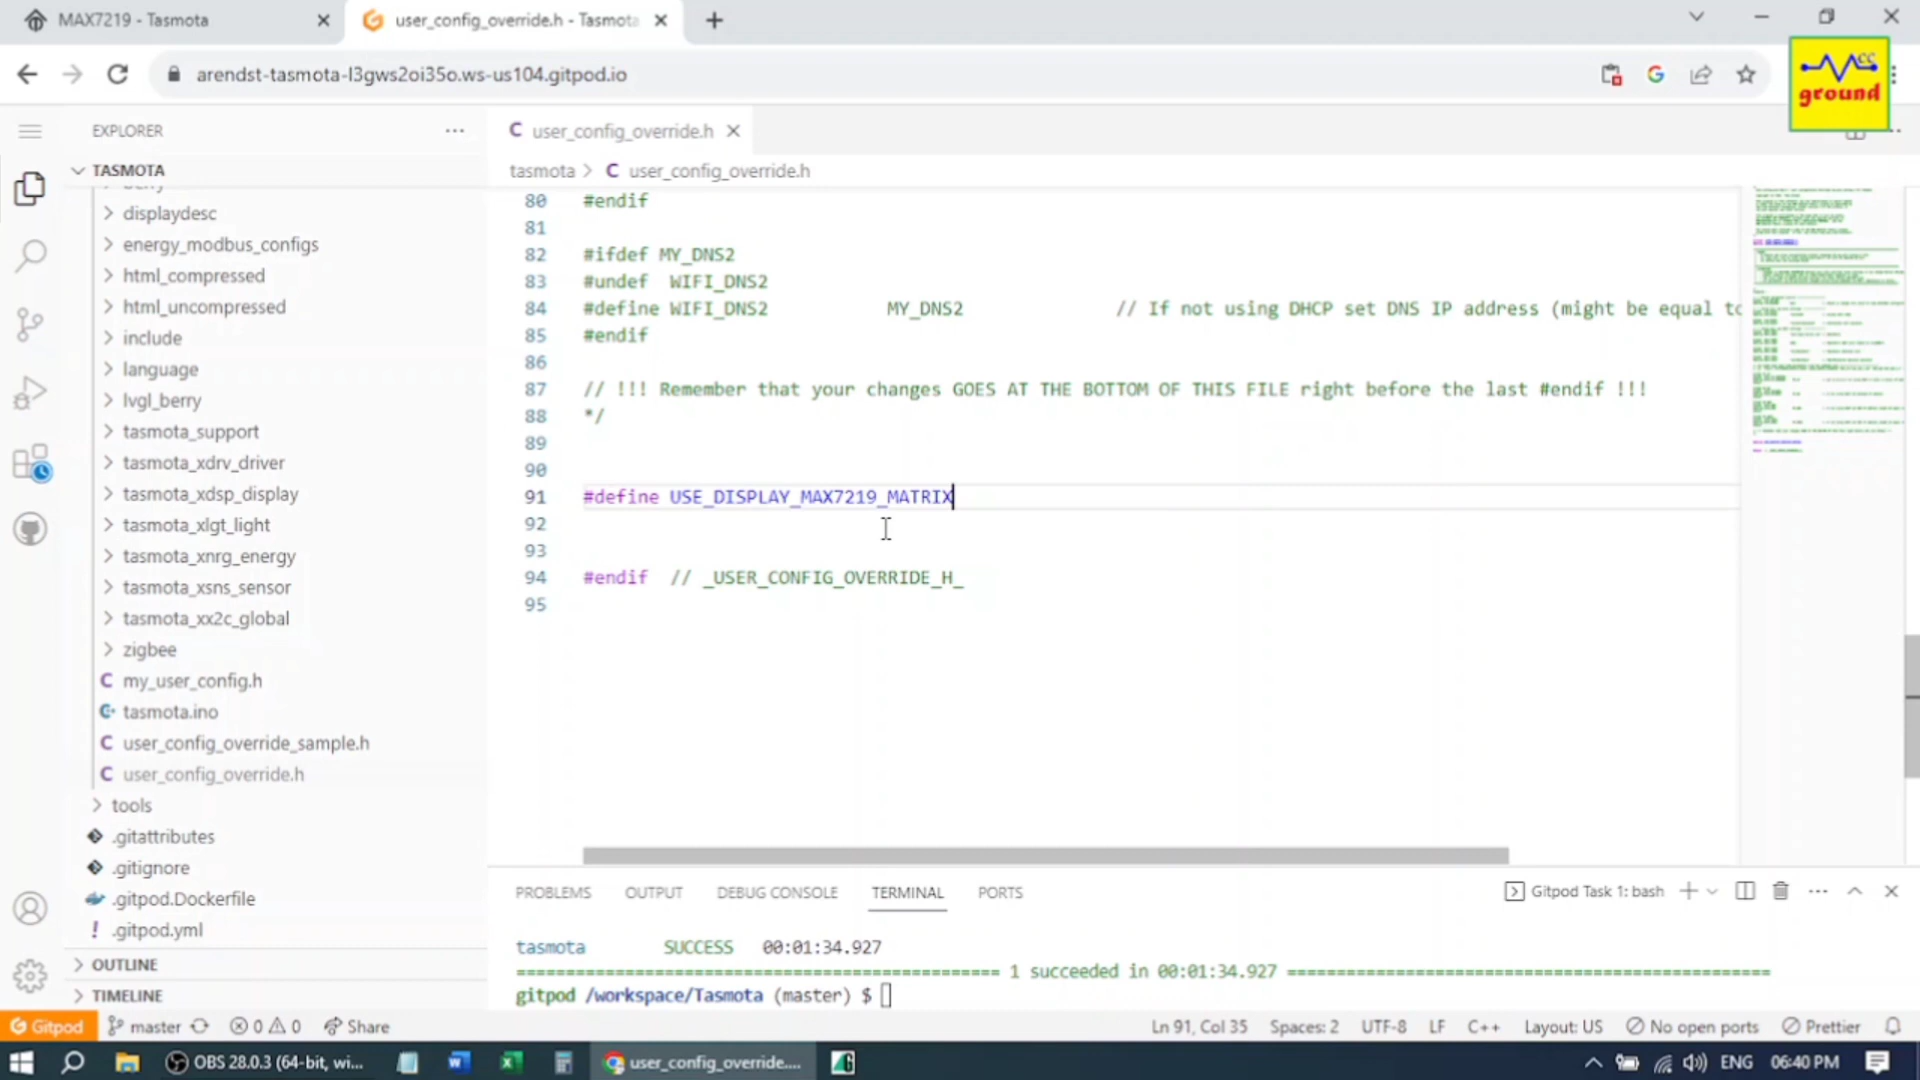 MAX7219 - Tasmota
user_config_override.h - Tasmota
arendst-tasmota-l3gws2oi35o.ws-us104.gitpod.io
CC
ground
EXPLORER
user_config_override.h
TASMOTA
tasmota > C user_config_override.h
berry
displaydesc
energy_modbus_configs
html_compressed
html_uncompressed
include
language
lvgl_berry
tasmota_support
tasmota_xdrv_driver
tasmota_xdsp_display
tasmota_xlgt_light
tasmota_xnrg_energy
tasmota_xsns_sensor
tasmota_xx2c_global
zigbee
C my_user_config.h
tasmota.ino
C user_config_override_sample.h
C user_config_override.h
tools
.gitattributes
.gitignore
.gitpod.Dockerfile
! .gitpod.yml
OUTLINE
TIMELINE
80 #endif
81
82 #ifdef MY_DNS2
83 #undef WIFI_DNS2
84 #define WIFI_DNS2 MY_DNS2 // If not using DHCP set DNS IP address (might be equal to
85 #endif
86
87 // !!! Remember that your changes GOES AT THE BOTTOM OF THIS FILE right before the last #endif !!!
88 */
89
90
91 #define USE_DISPLAY_MAX7219_MATRIX
92
93
94 #endif // _USER_CONFIG_OVERRIDE_H_
95
PROBLEMS OUTPUT DEBUG CONSOLE TERMINAL PORTS
Gitpod Task 1: bash
tasmota SUCCESS 00:01:34.927
============================================= 1 succeeded in 00:01:34.927 =============================================
gitpod /workspace/Tasmota (master) $
Gitpod master 0 0 Share
Ln 91, Col 35 Spaces: 2 UTF-8 LF C++ Layout: US No open ports Prettier
OBS 28.0.3 (64-bit, wi...
user_config_override....
ENG 06:40 PM